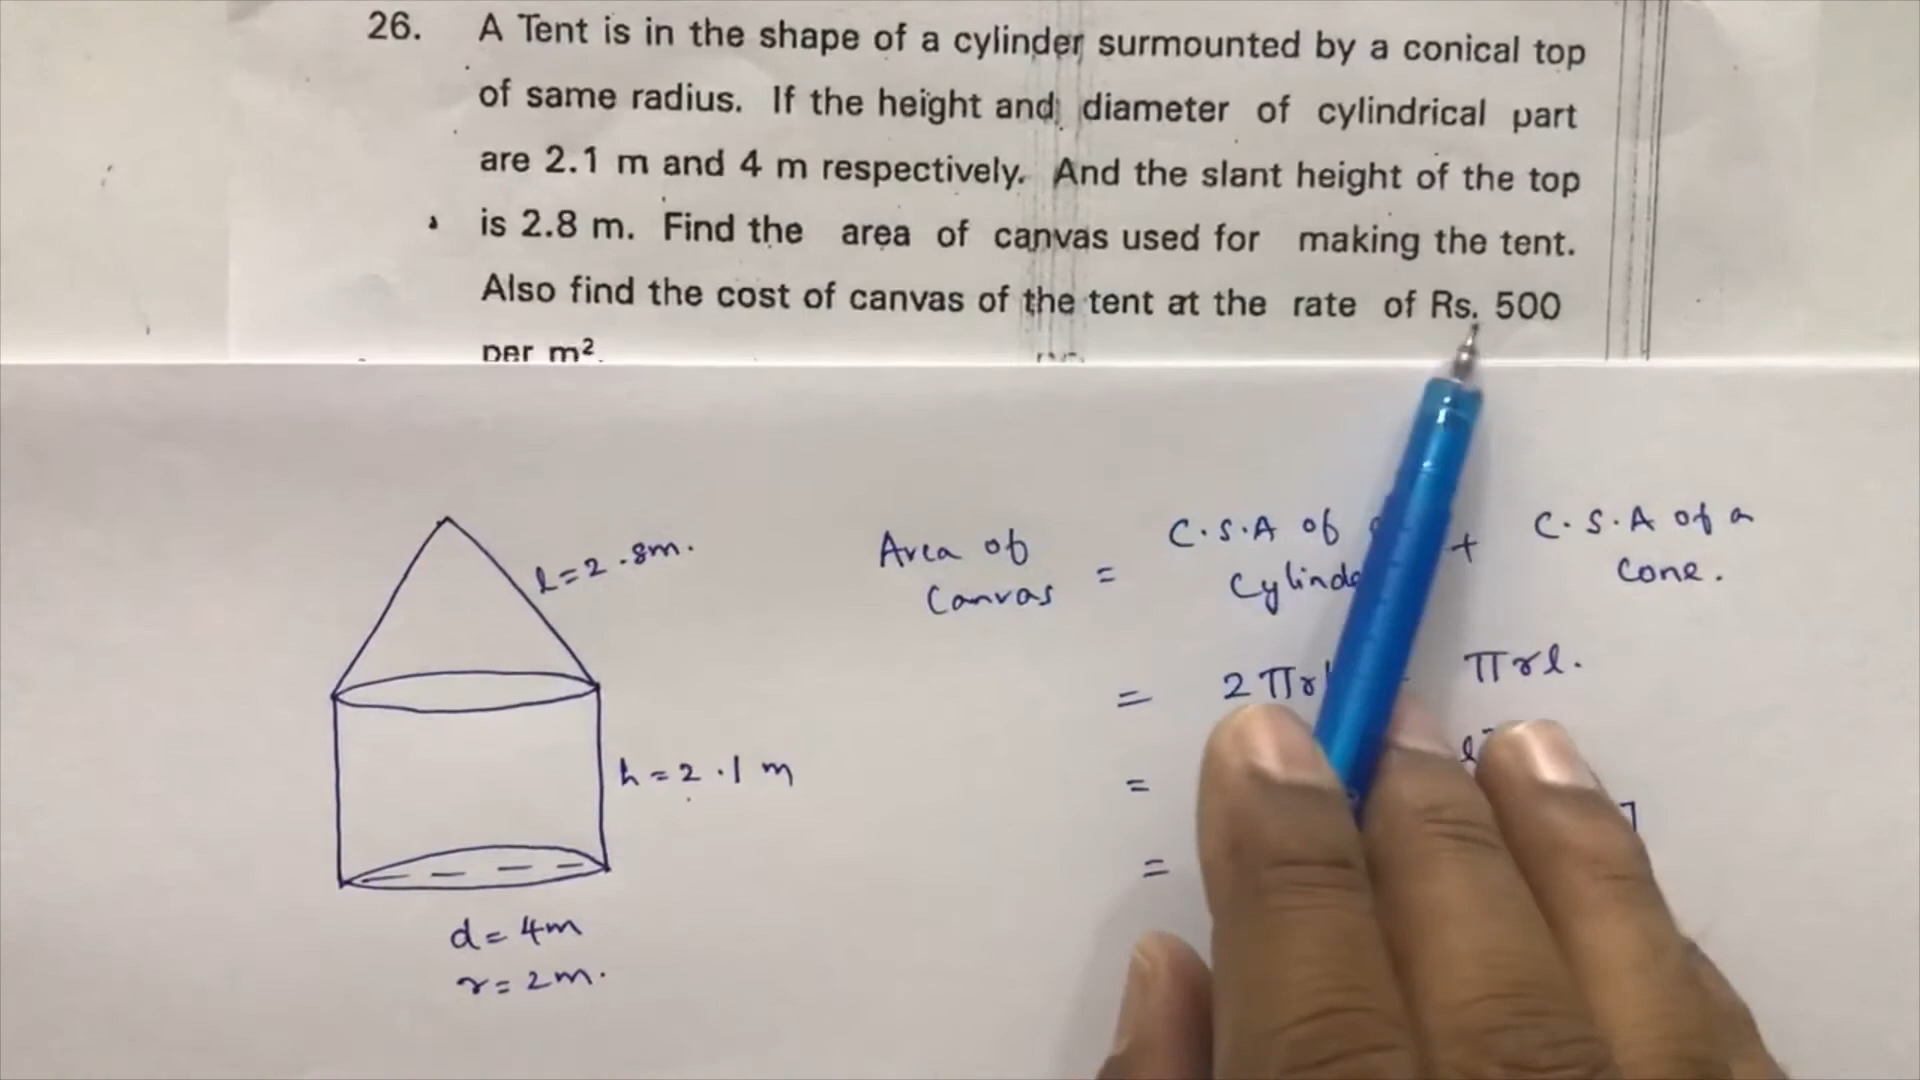 26. A Tent is in the shape of a cylinder surmounted by a conical top
of same radius. If the height and diameter of cylindrical part
are 2.1 m and 4 m respectively. And the slant height of the top
is 2.8 m. Find the area of canvas used for making the tent.
Also find the cost of canvas of the tent at the rate of Rs. 500
per m².
l=2.8m.
h=2.1 m
d=4m
r=2m.
Area of = C.S.A of + C.S.A of a
Canvas cone.
= 2πr πrl.
=
=